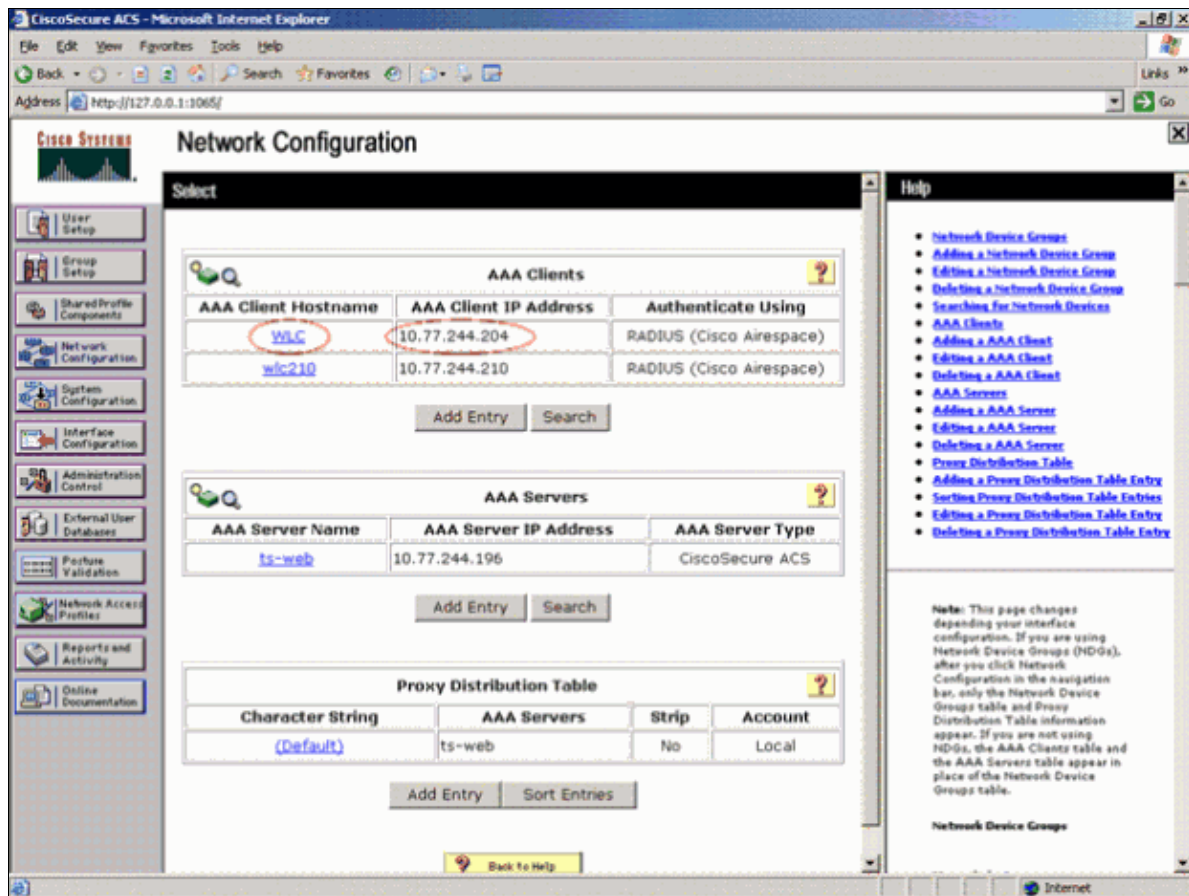 CiscoSecure ACS - Microsoft Internet Explorer
File Edit View Favorites Tools Help
Back Search Favorites Links »
Address http://127.0.0.1:1065/ Go
CISCO SYSTEMS
Network Configuration
User Setup
Group Setup
Shared Profile Components
Network Configuration
System Configuration
Interface Configuration
Administration Control
External User Databases
Posture Validation
Network Access Profiles
Reports and Activity
Online Documentation
Select
AAA Clients
AAA Client Hostname AAA Client IP Address Authenticate Using
WLC 10.77.244.204 RADIUS (Cisco Airespace)
wlc210 10.77.244.210 RADIUS (Cisco Airespace)
Add Entry Search
AAA Servers
AAA Server Name AAA Server IP Address AAA Server Type
ts-web 10.77.244.196 CiscoSecure ACS
Add Entry Search
Proxy Distribution Table
Character String AAA Servers Strip Account
(Default) ts-web No Local
Add Entry Sort Entries
Back to Help
Help
Network Device Groups
Adding a Network Device Group
Editing a Network Device Group
Deleting a Network Device Group
Searching for Network Devices
AAA Clients
Adding a AAA Client
Editing a AAA Client
Deleting a AAA Client
AAA Servers
Adding a AAA Server
Editing a AAA Server
Deleting a AAA Server
Proxy Distribution Table
Adding a Proxy Distribution Table Entry
Sorting Proxy Distribution Table Entries
Editing a Proxy Distribution Table Entry
Deleting a Proxy Distribution Table Entry
Note: This page changes
depending your interface
configuration. If you are using
Network Device Groups (NDGs),
after you click Network
Configuration in the navigation
bar, only the Network Device
Groups table and Proxy
Distribution Table information
appear. If you are not using
NDGs, the AAA Clients table and
the AAA Servers table appear in
place of the Network Device
Groups table.
Network Device Groups
Internet